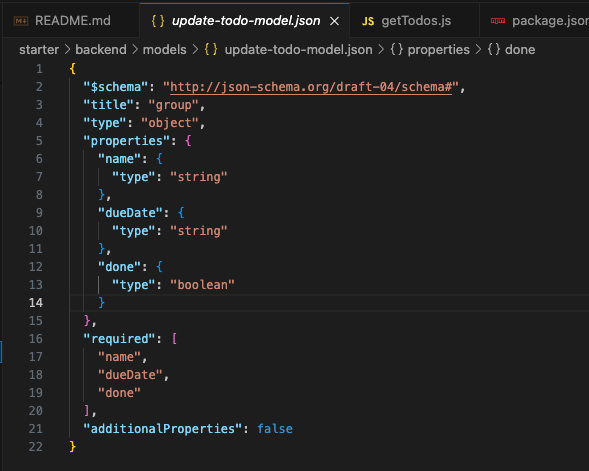 README.md
{} update-todo-model.json ×
JS getTodos.js
package.json
starter > backend > models > {} update-todo-model.json > {} properties > {} done
1 {
2 "$schema": "http://json-schema.org/draft-04/schema#",
3 "title": "group",
4 "type": "object",
5 "properties": {
6 "name": {
7 "type": "string"
8 },
9 "dueDate": {
10 "type": "string"
11 },
12 "done": {
13 "type": "boolean"
14 }
15 },
16 "required": [
17 "name",
18 "dueDate",
19 "done"
20 ],
21 "additionalProperties": false
22 }